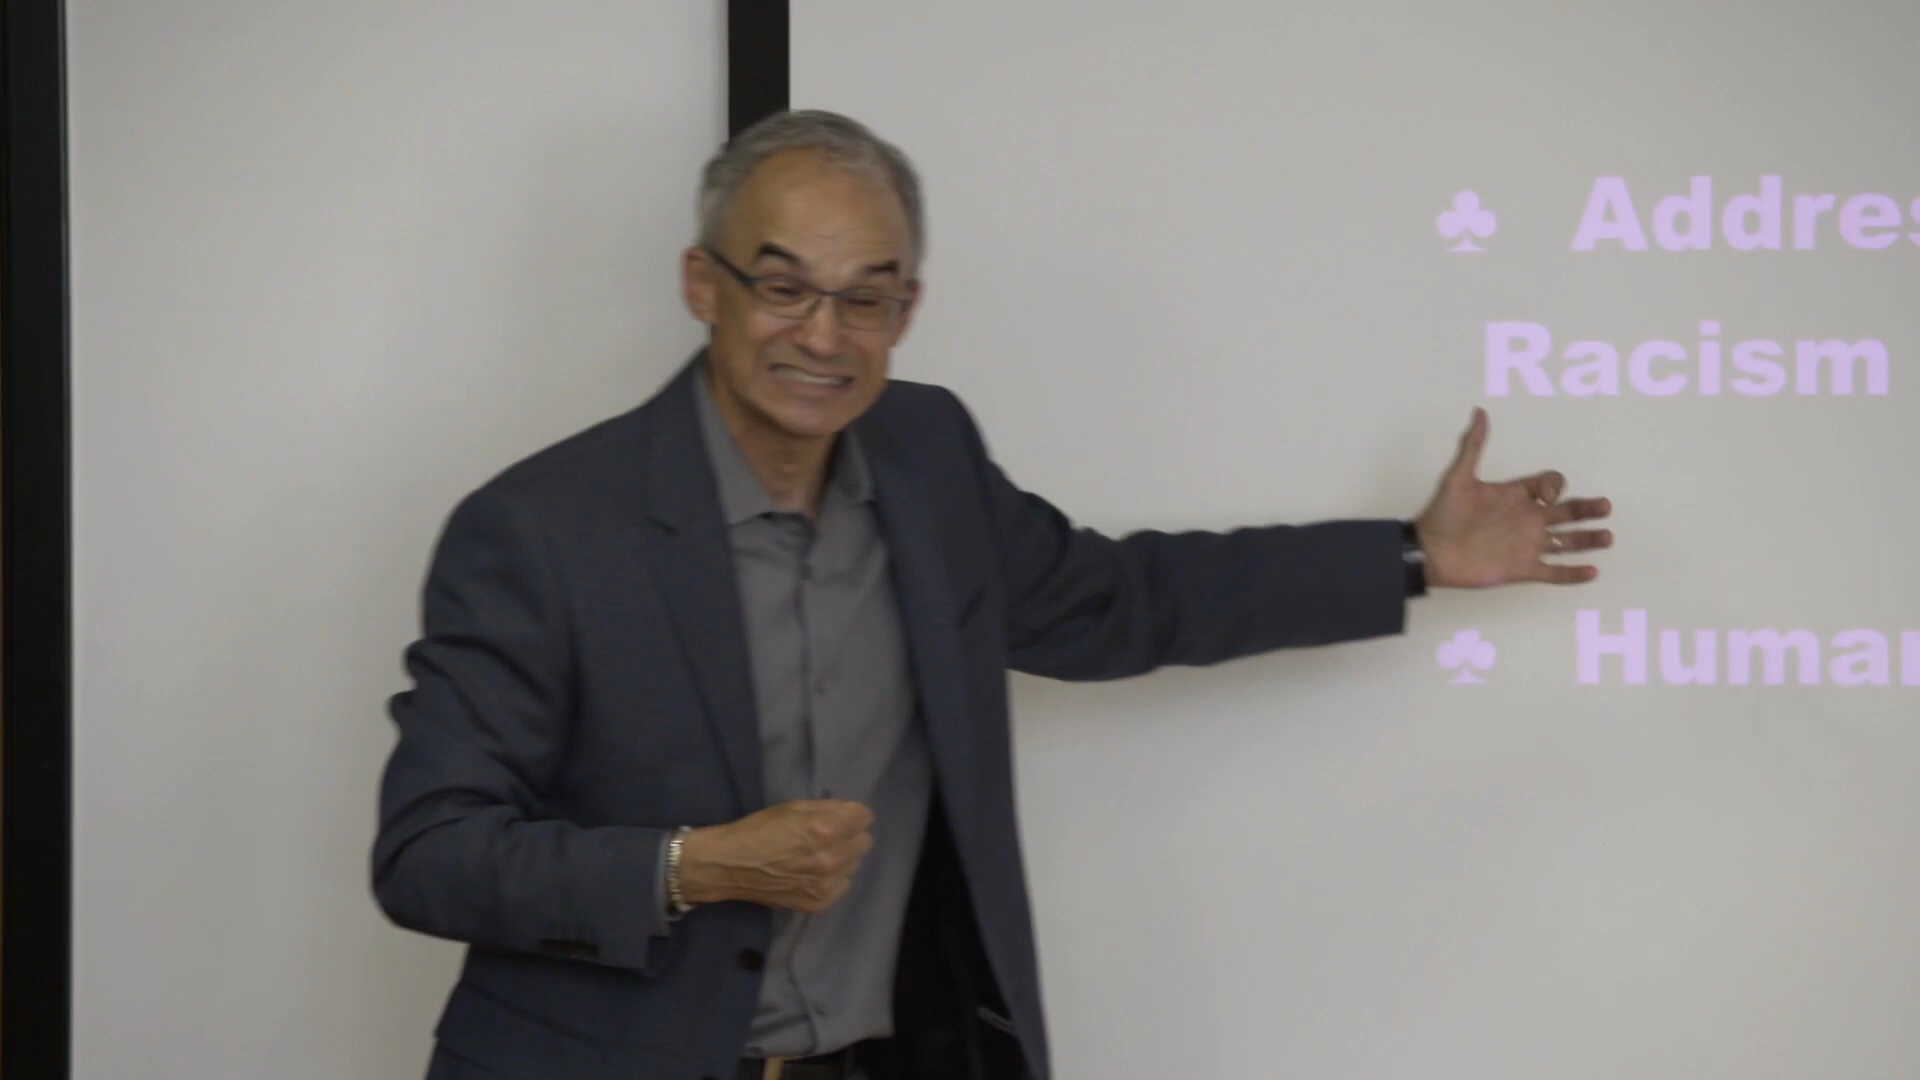 ♣ Addres
Racism
♣ Human